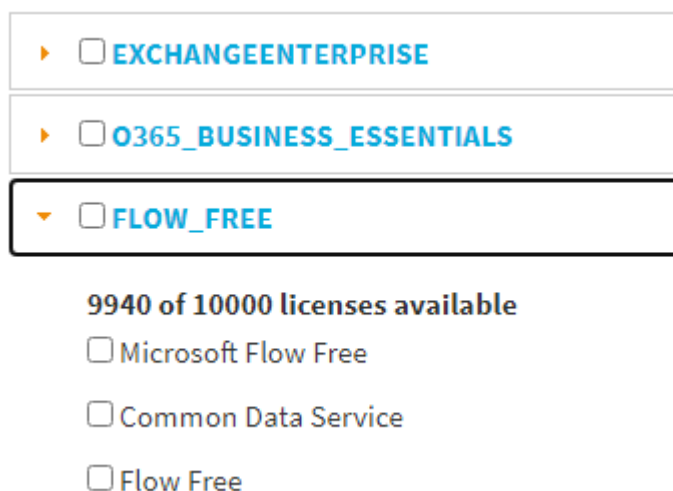 EXCHANGEENTERPRISE
O365_BUSINESS_ESSENTIALS
FLOW_FREE
9940 of 10000 licenses available
Microsoft Flow Free
Common Data Service
Flow Free